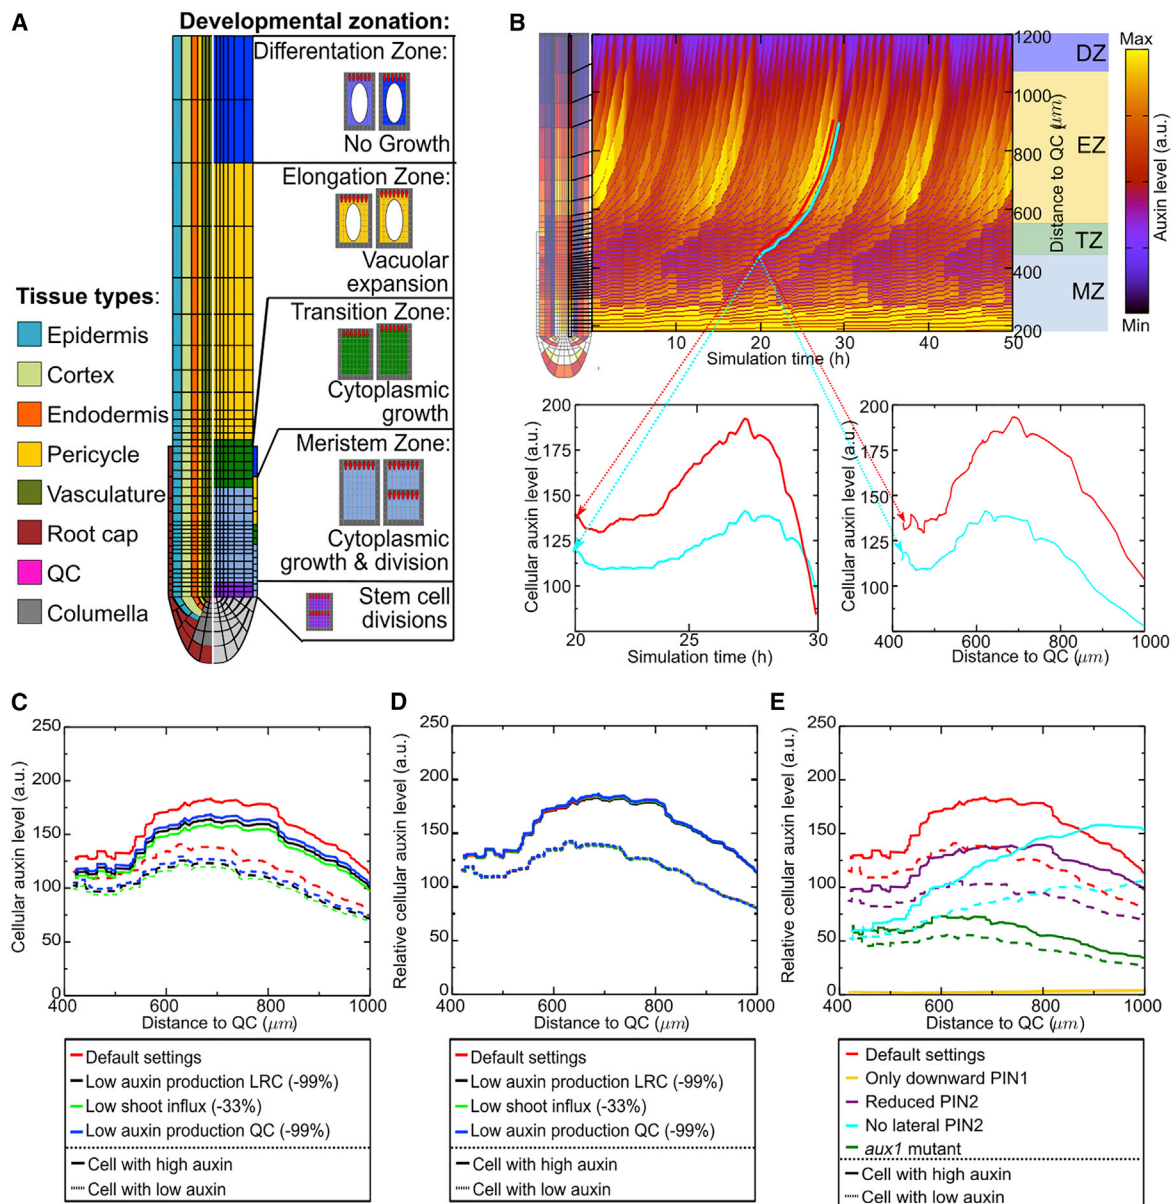 A
Developmental zonation:
Differentation Zone:
No Growth
Elongation Zone:
Vacuolar
expansion
Transition Zone:
Cytoplasmic
growth
Meristem Zone:
Cytoplasmic
growth & division
Stem cell
divisions
Tissue types:
Epidermis
Cortex
Endodermis
Pericycle
Vasculature
Root cap
QC
Columella
B
1200
1000
800
600
400
200
Distance to QC (μm)
DZ
EZ
TZ
MZ
Max
Min
Auxin level (a.u.)
10 20 30 40 50
Simulation time (h)
200
175
150
125
100
Cellular auxin level (a.u.)
20 25 30
Simulation time (h)
200
175
150
125
100
Cellular auxin level (a.u.)
400 600 800 1000
Distance to QC (μm)
C
250
200
150
100
50
0
Cellular auxin level (a.u.)
400 600 800 1000
Distance to QC (μm)
Default settings
Low auxin production LRC (-99%)
Low shoot influx (-33%)
Low auxin production QC (-99%)
Cell with high auxin
Cell with low auxin
D
250
200
150
100
50
0
Relative cellular auxin level (a.u.)
400 600 800 1000
Distance to QC (μm)
Default settings
Low auxin production LRC (-99%)
Low shoot influx (-33%)
Low auxin production QC (-99%)
Cell with high auxin
Cell with low auxin
E
250
200
150
100
50
0
Relative cellular auxin level (a.u.)
400 600 800 1000
Distance to QC (μm)
Default settings
Only downward PIN1
Reduced PIN2
No lateral PIN2
aux1 mutant
Cell with high auxin
Cell with low auxin